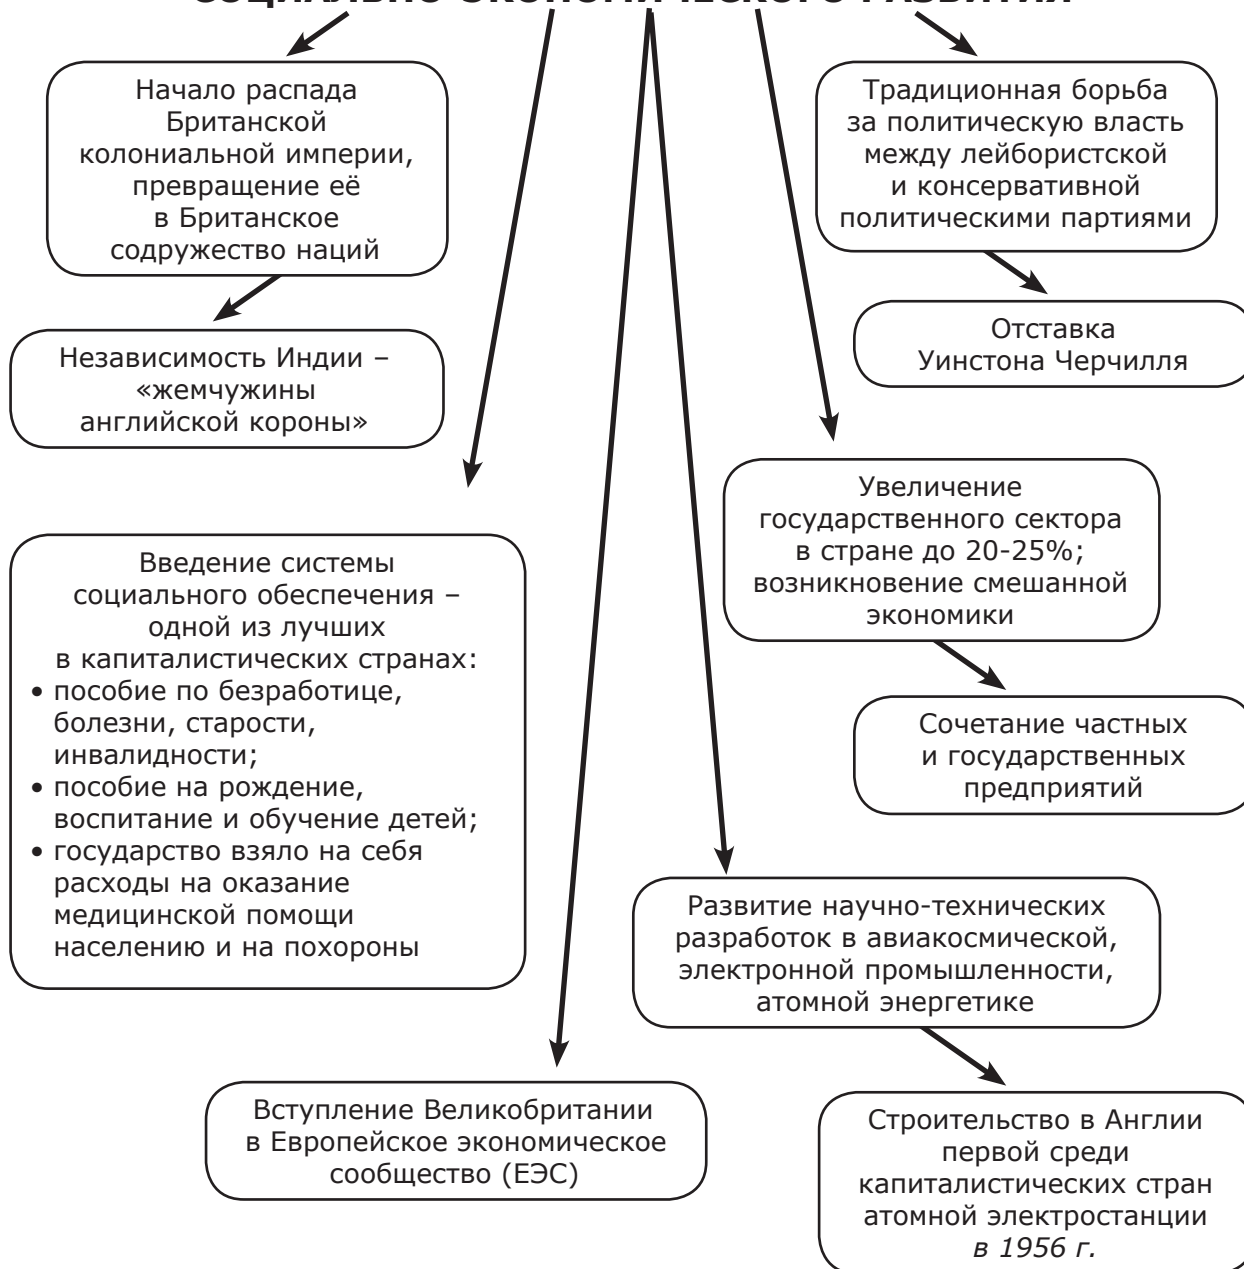 СОЦИАЛЬНО-ЭКОНОМИЧЕСКОГО РАЗВИТИЯ
Начало распада
Британской
колониальной империи,
превращение её
в Британское
содружество наций
Традиционная борьба
за политическую власть
между лейбористской
и консервативной
политическими партиями
Независимость Индии –
«жемчужины
английской короны»
Отставка
Уинстона Черчилля
Увеличение
государственного сектора
в стране до 20-25%;
возникновение смешанной
экономики
Введение системы
социального обеспечения –
одной из лучших
в капиталистических странах:
• пособие по безработице,
болезни, старости,
инвалидности;
• пособие на рождение,
воспитание и обучение детей;
• государство взяло на себя
расходы на оказание
медицинской помощи
населению и на похороны
Сочетание частных
и государственных
предприятий
Развитие научно-технических
разработок в авиакосмической,
электронной промышленности,
атомной энергетике
Вступление Великобритании
в Европейское экономическое
сообщество (ЕЭС)
Строительство в Англии
первой среди
капиталистических стран
атомной электростанции
в 1956 г.